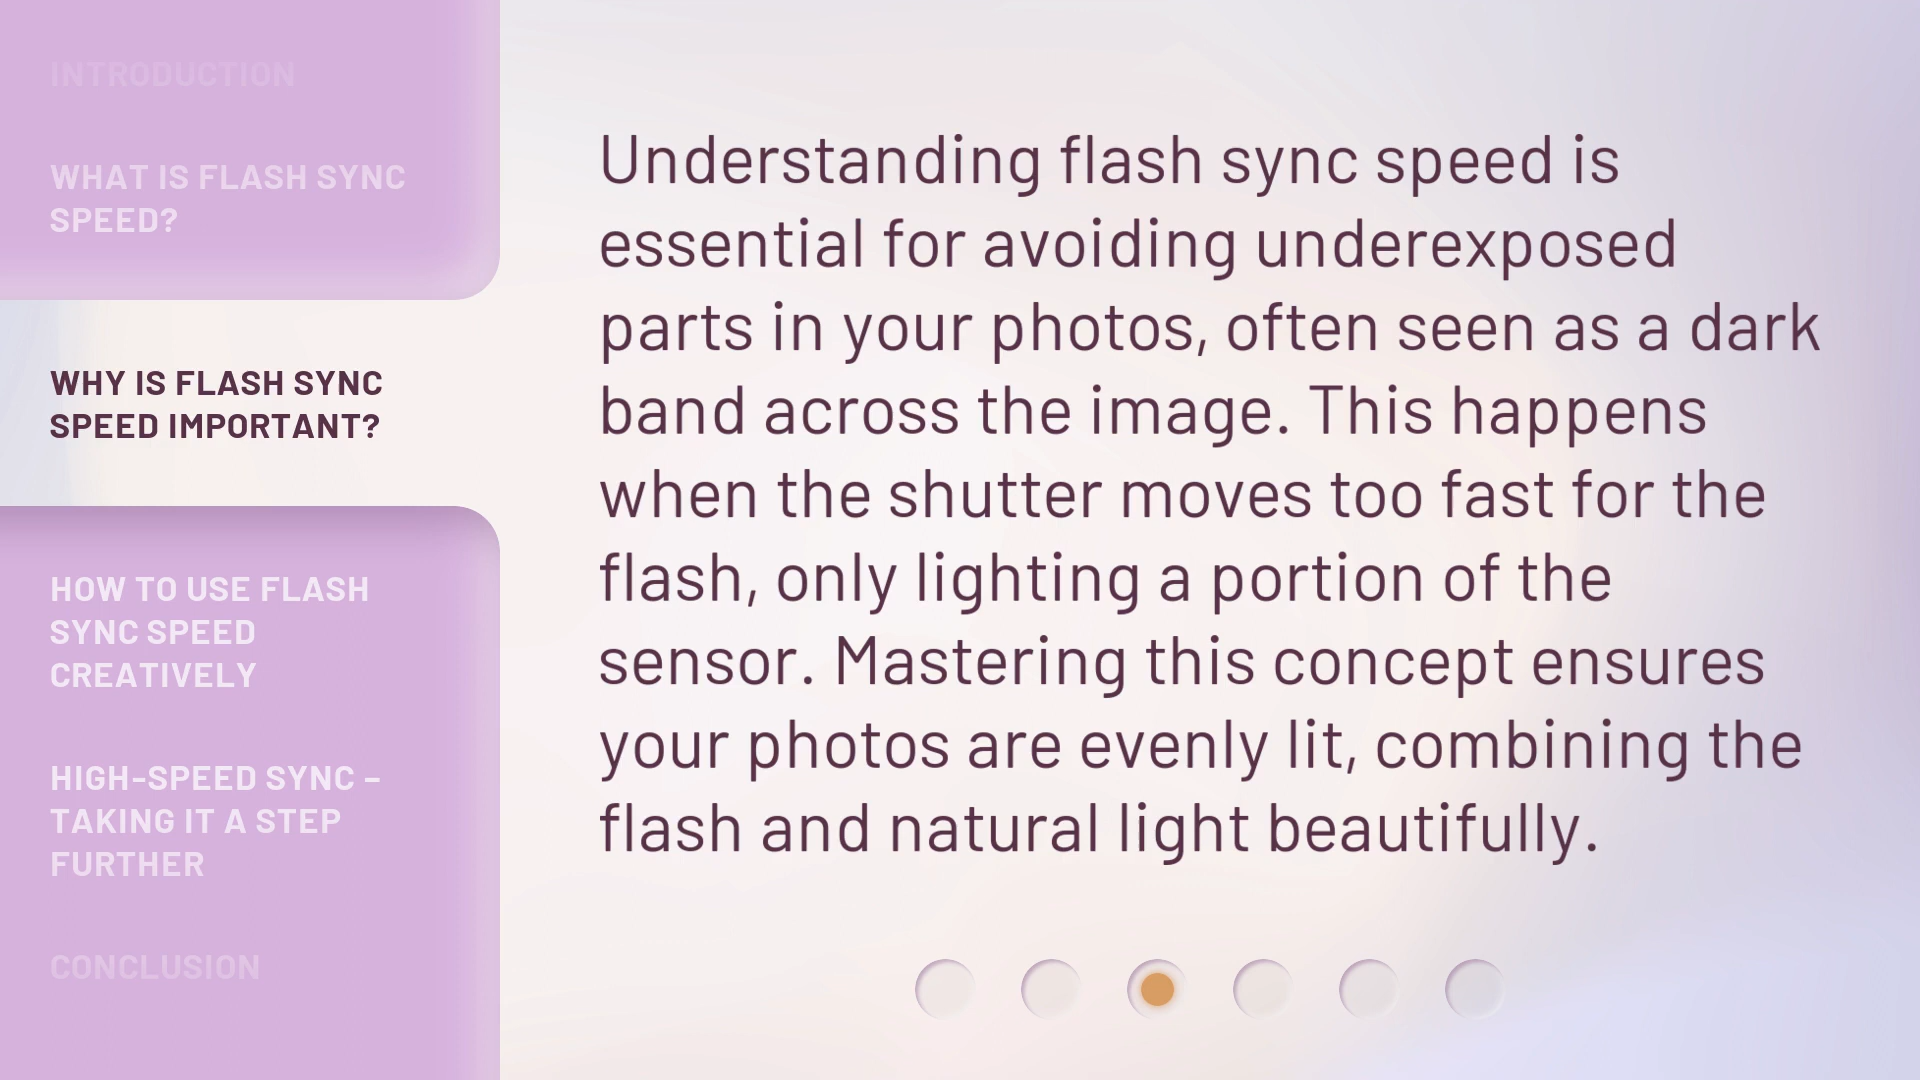 INTRODUCTION
WHAT IS FLASH SYNC
SPEED?
WHY IS FLASH SYNC
SPEED IMPORTANT?
HOW TO USE FLASH
SYNC SPEED
CREATIVELY
HIGH-SPEED SYNC –
TAKING IT A STEP
FURTHER
CONCLUSION
Understanding flash sync speed is
essential for avoiding underexposed
parts in your photos, often seen as a dark
band across the image. This happens
when the shutter moves too fast for the
flash, only lighting a portion of the
sensor. Mastering this concept ensures
your photos are evenly lit, combining the
flash and natural light beautifully.